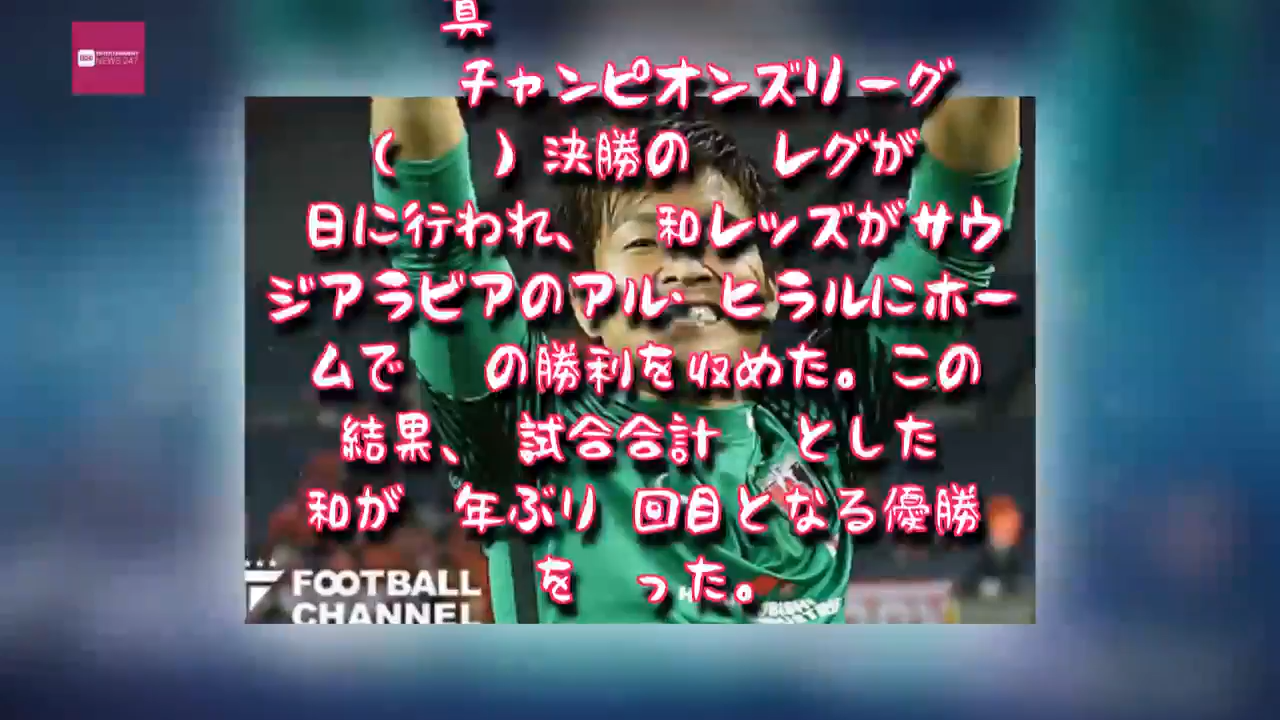 真
チャンピオンズリーグ
( ) 決勝の レグが
日に行われ、 和レッズがサウ
ジアラビアのアル・ヒラルにホー
ムで の勝利を収めた。この
結果、 試合合計 とした
和が 年ぶり 回目となる優勝
を った。
FOOTBALL
CHANNEL
ENTERTAINMENT
NEWS 247